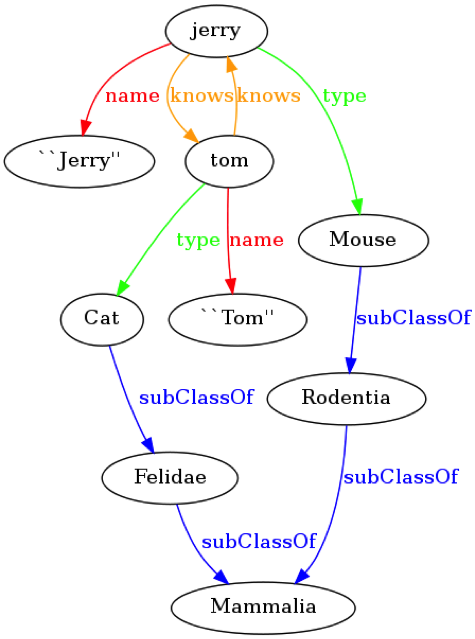 jerry
name
knows
knows
type
``Jerry''
tom
type
name
Mouse
Cat
``Tom''
subClassOf
subClassOf
Rodentia
Felidae
subClassOf
subClassOf
Mammalia